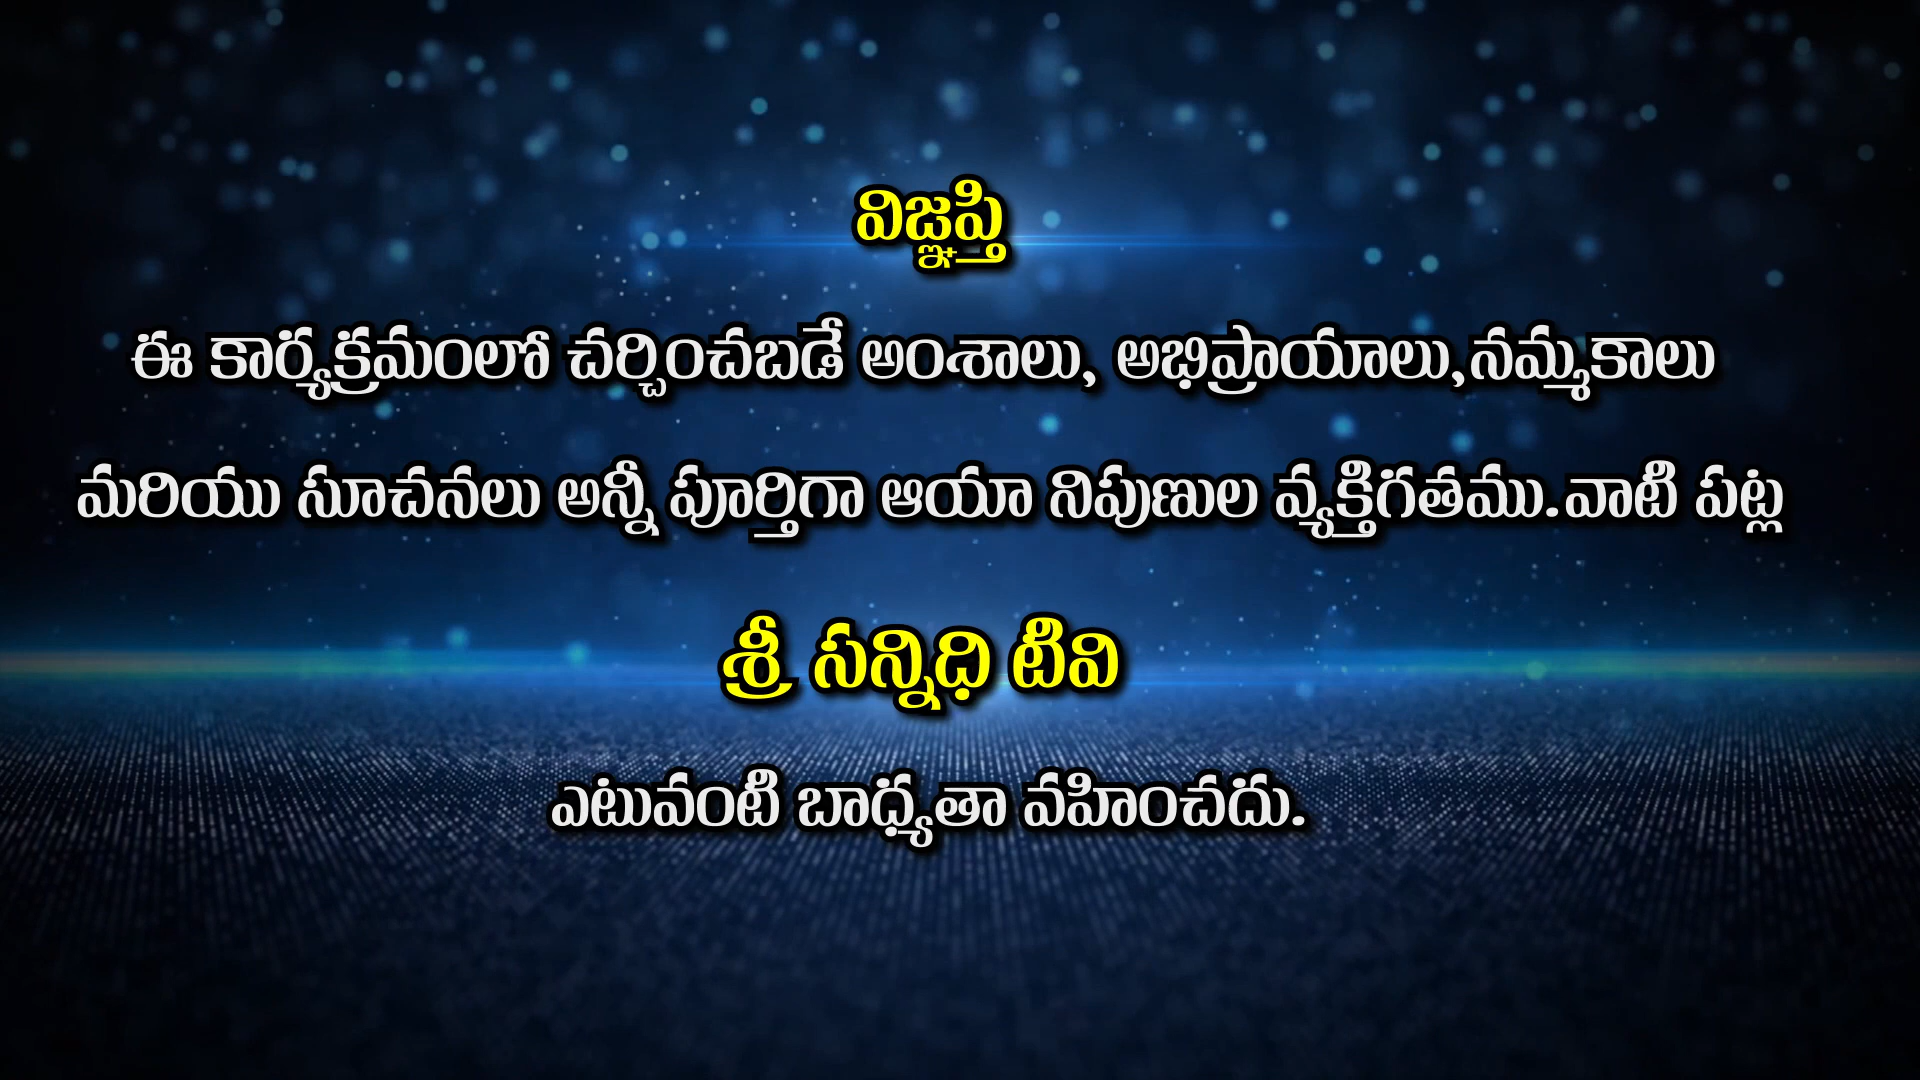 విజ్ఞప్తి
ఈ కార్యక్రమంలో చర్చించబడే అంశాలు, అభిప్రాయాలు,నమ్మకాలు
మరియు సూచనలు అన్నీ పూర్తిగా ఆయా నిపుణుల వ్యక్తిగతము.వాటి పట్ల
శ్రీ సన్నిధి టీవి
ఎటువంటి బాధ్యతా వహించదు.